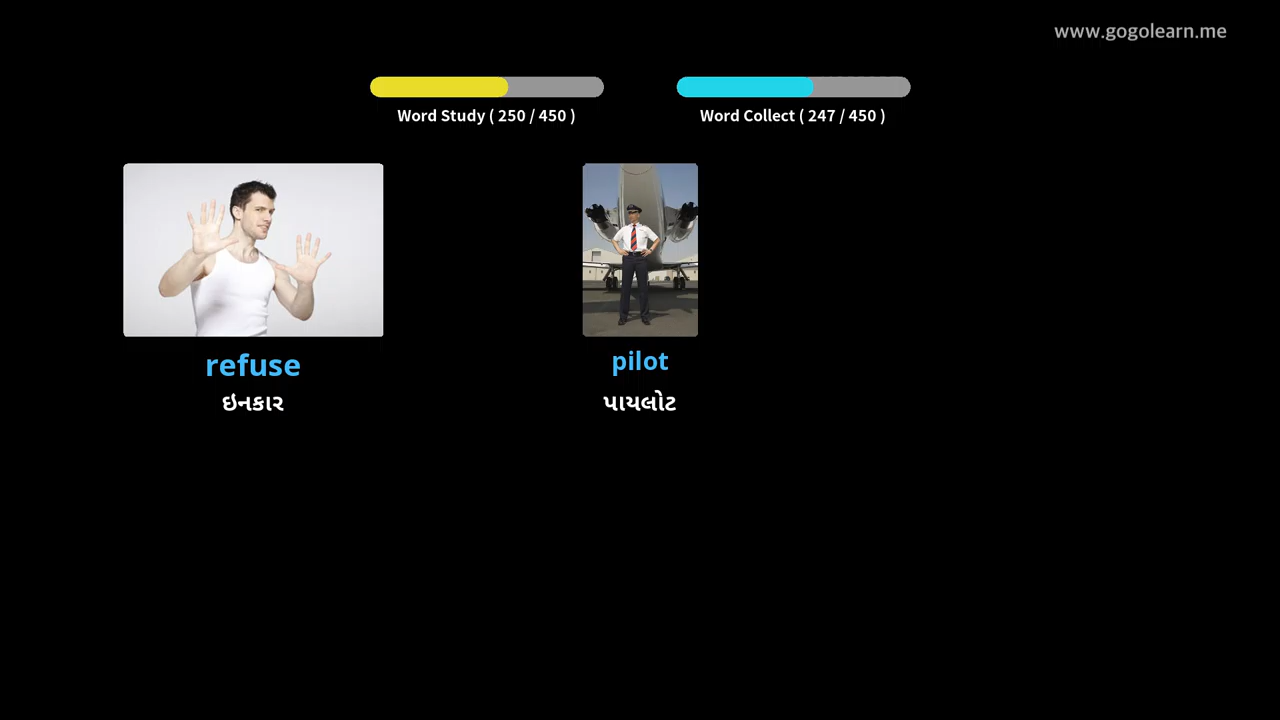 www.gogolearn.me
Word Study ( 250 / 450 )
Word Collect ( 247 / 450 )
refuse
ઇનકાર
pilot
પાયલોટ